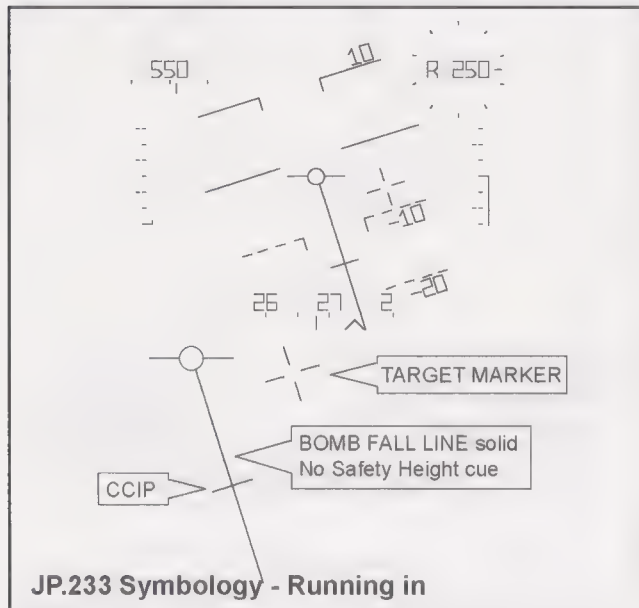 550
10
R 250-
-10
-20
26 27 2
TARGET MARKER
BOMB FALL LINE solid
No Safety Height cue
CCIP
JP.233 Symbology - Running in